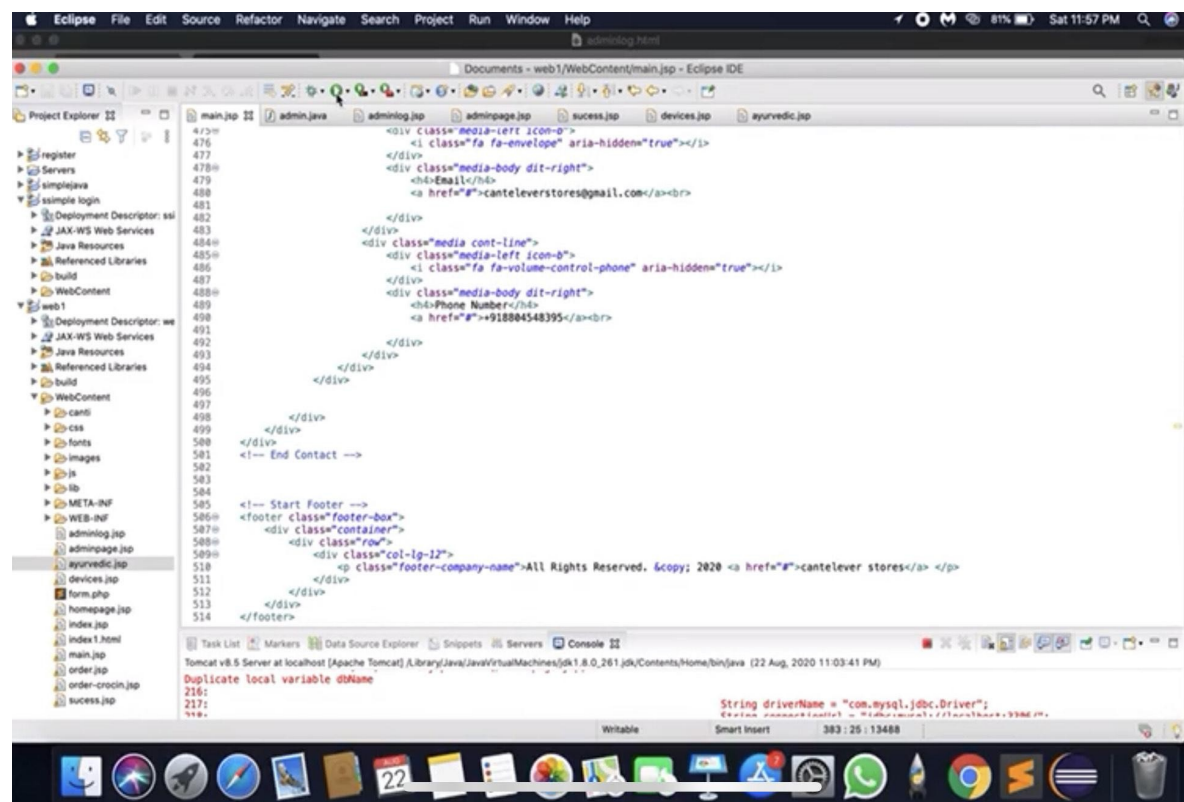 Eclipse File Edit Source Refactor Navigate Search Project Run Window Help 81% Sat 11:57 PM
adminlog.html
Documents - web1/WebContent/main.jsp - Eclipse IDE
Project Explorer
main.jsp admin.java adminlog.jsp adminpage.jsp sucess.jsp devices.jsp ayurvedic.jsp
register
Servers
simplejava
ssimple login
Deployment Descriptor: ssi
JAX-WS Web Services
Java Resources
Referenced Libraries
build
WebContent
web1
Deployment Descriptor: we
JAX-WS Web Services
Java Resources
Referenced Libraries
build
WebContent
canti
css
fonts
images
js
lib
META-INF
WEB-INF
adminlog.jsp
adminpage.jsp
ayurvedic.jsp
devices.jsp
form.php
homepage.jsp
index.jsp
index1.html
main.jsp
order.jsp
order-crocin.jsp
sucess.jsp
475 <div class="media-left icon-b">
476 <i class="fa fa-envelope" aria-hidden="true"></i>
477 </div>
478 <div class="media-body dit-right">
479 <h4>Email</h4>
480 <a href="#">canteleverstores@gmail.com</a><br>
481
482 </div>
483 </div>
484 <div class="media cont-line">
485 <div class="media-left icon-b">
486 <i class="fa fa-volume-control-phone" aria-hidden="true"></i>
487 </div>
488 <div class="media-body dit-right">
489 <h4>Phone Number</h4>
490 <a href="#">+918804548395</a><br>
491
492 </div>
493 </div>
494 </div>
495 </div>
496
497
498 </div>
499 </div>
500 </div>
501 <!-- End Contact -->
502
503
504
505 <!-- Start Footer -->
506 <footer class="footer-box">
507 <div class="container">
508 <div class="row">
509 <div class="col-lg-12">
510 <p class="footer-company-name">All Rights Reserved. &copy; 2020 <a href="#">cantelever stores</a> </p>
511 </div>
512 </div>
513 </div>
514 </footer>
Task List Markers Data Source Explorer Snippets Servers Console
Tomcat v8.5 Server at localhost [Apache Tomcat] /Library/Java/JavaVirtualMachines/jdk1.8.0_261.jdk/Contents/Home/bin/java (22 Aug, 2020 11:03:41 PM)
Duplicate local variable dbName
216:
217: String driverName = "com.mysql.jdbc.Driver";
218: String connectionUrl = "jdbc:mysql://localhost:3306/";
Writable Smart Insert 383 : 25 : 13488
AUG
22
7